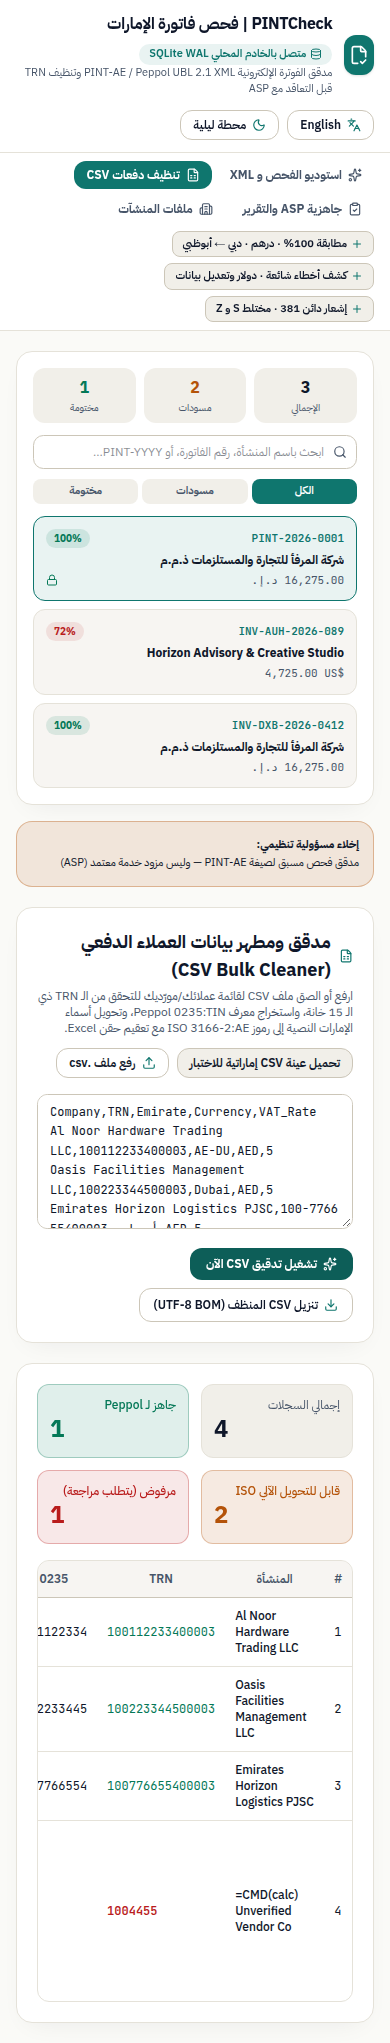 PINTCheck | فحص فاتورة الإمارات
متصل بالخادم المحلي SQLite WAL
مدقق الفوترة الإلكترونية PINT-AE / Peppol UBL 2.1 XML وتنظيف TRN
قبل التعاقد مع ASP
English
محطة ليلية
استوديو الفحص و XML
تنظيف دفعات CSV
جاهزية ASP والتقرير
ملفات المنشآت
مطابقة 100% · درهم · دبي ← أبوظبي
كشف أخطاء شائعة · دولار وتعديل بيانات
إشعار دائن 381 · مختلط S و Z
3
الإجمالي
2
مسودات
1
مختومة
ابحث باسم المنشأة، رقم الفاتورة، أو PINT-YYYY...
الكل
مسودات
مختومة
PINT-2026-0001
100%
شركة المرفأ للتجارة والمستلزمات ذ.م.م
16,275.00 د.إ.
INV-AUH-2026-089
72%
Horizon Advisory & Creative Studio
4,725.00 US$
INV-DXB-2026-0412
100%
شركة المرفأ للتجارة والمستلزمات ذ.م.م
16,275.00 د.إ.
إخلاء مسؤولية تنظيمي:
مدقق فحص مسبق لصيغة PINT-AE — وليس مزود خدمة معتمد (ASP)
مدقق ومطهر بيانات العملاء الدفعي
(CSV Bulk Cleaner)
ارفع أو الصق ملف CSV لقائمة عملائك/مورّديك للتحقق من الـ TRN ذي
الـ 15 خانة، واستخراج معرف Peppol 0235:TIN، وتحويل أسماء
الإمارات النصية إلى رموز ISO 3166-2:AE مع تعقيم حقن Excel.
تحميل عينة CSV إماراتية للاختبار
رفع ملف .csv
Company,TRN,Emirate,Currency,VAT_Rate
Al Noor Hardware Trading
LLC,100112233400003,AE-DU,AED,5
Oasis Facilities Management
LLC,100223344500003,Dubai,AED,5
Emirates Horizon Logistics PJSC,100-7766
تشغيل تدقيق CSV الآن
تنزيل CSV المنظف (UTF-8 BOM)
إجمالي السجلات
4
جاهز لـ Peppol
1
قابل للتحويل الآلي ISO
2
مرفوض (يتطلب مراجعة)
1
# المنشأة TRN 0235
1 Al Noor Hardware Trading LLC 100112233400003 1122334
2 Oasis Facilities Management LLC 100223344500003 2233445
3 Emirates Horizon Logistics PJSC 100776655400003 7766554
4 =CMD(calc) Unverified Vendor Co 1004455